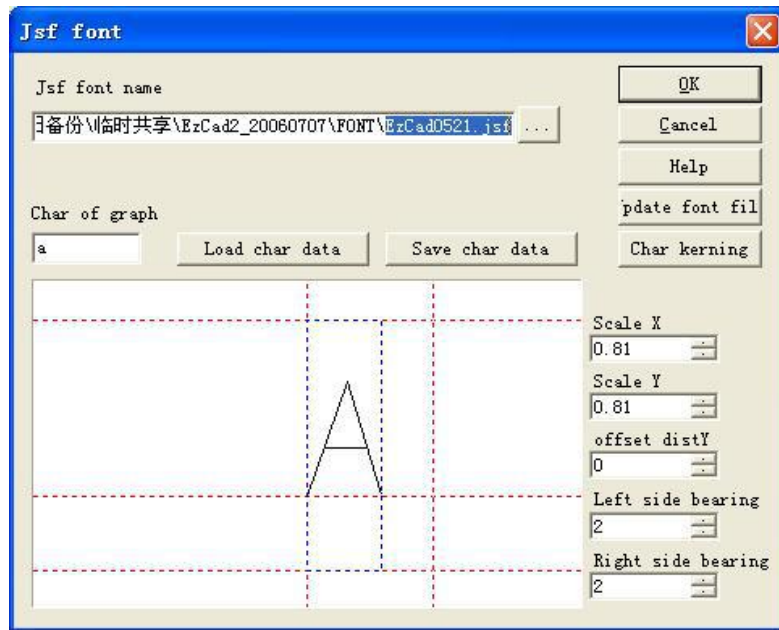 Jsf font
Jsf font name
OK
日备份\临时共享\EzCad2_20060707\FONT\EzCad0521.jsf ...
Cancel
Help
Char of graph
pdate font fil
a
Load char data
Save char data
Char kerning
Scale X
0.81
Scale Y
0.81
offset distY
0
Left side bearing
2
Right side bearing
2